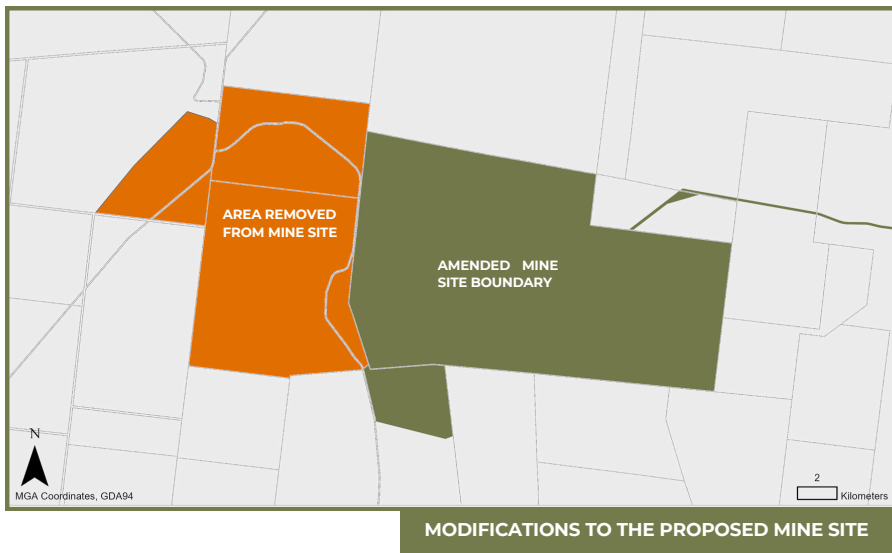 AREA REMOVED
FROM MINE SITE
AMENDED MINE
SITE BOUNDARY
N
MGA Coordinates, GDA94
2
Kilometers
MODIFICATIONS TO THE PROPOSED MINE SITE